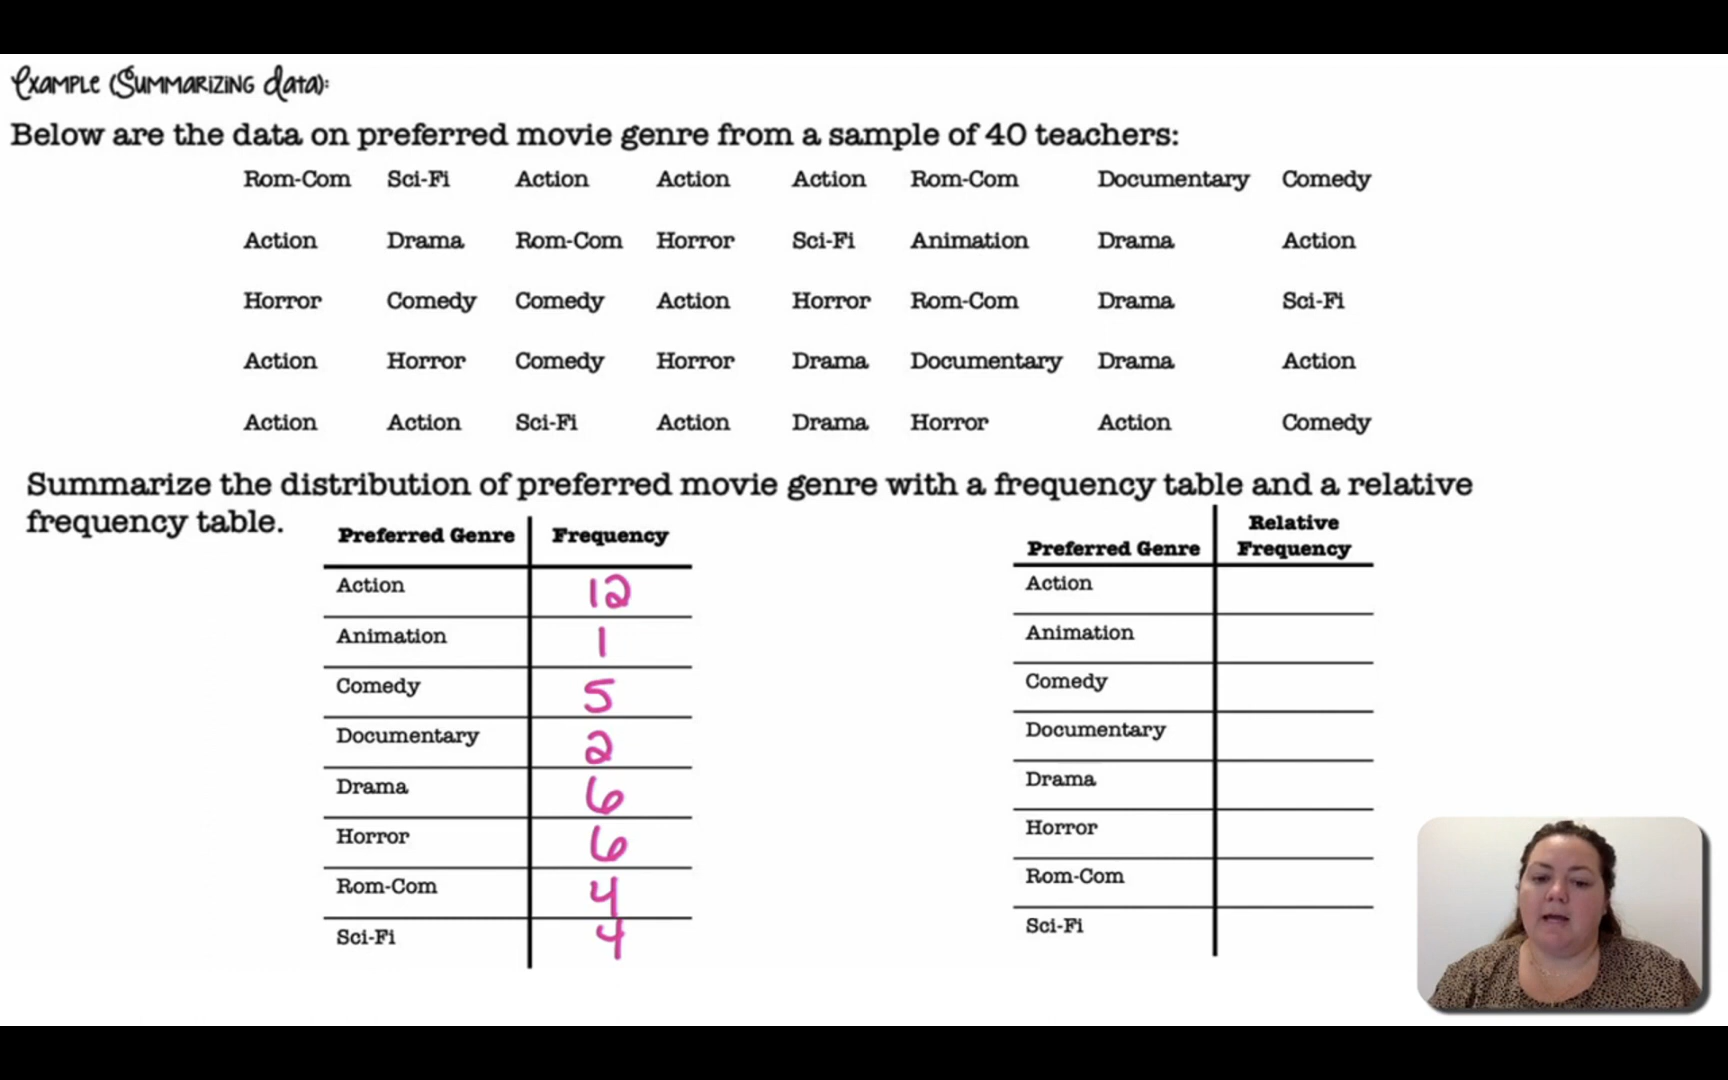 Example (Summarizing data):
Below are the data on preferred movie genre from a sample of 40 teachers:
Rom-Com Sci-Fi Action Action Action Rom-Com Documentary Comedy
Action Drama Rom-Com Horror Sci-Fi Animation Drama Action
Horror Comedy Comedy Action Horror Rom-Com Drama Sci-Fi
Action Horror Comedy Horror Drama Documentary Drama Action
Action Action Sci-Fi Action Drama Horror Action Comedy
Summarize the distribution of preferred movie genre with a frequency table and a relative
frequency table.
Preferred Genre Frequency
Action 12
Animation 1
Comedy 5
Documentary 2
Drama 6
Horror 6
Rom-Com 4
Sci-Fi 4
Relative
Preferred Genre Frequency
Action
Animation
Comedy
Documentary
Drama
Horror
Rom-Com
Sci-Fi